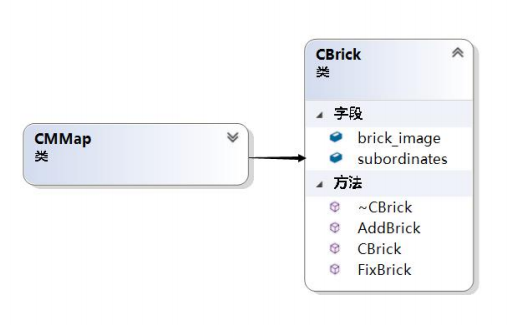 CMMap
类
CBrick
类
字段
brick_image
subordinates
方法
~CBrick
AddBrick
CBrick
FixBrick